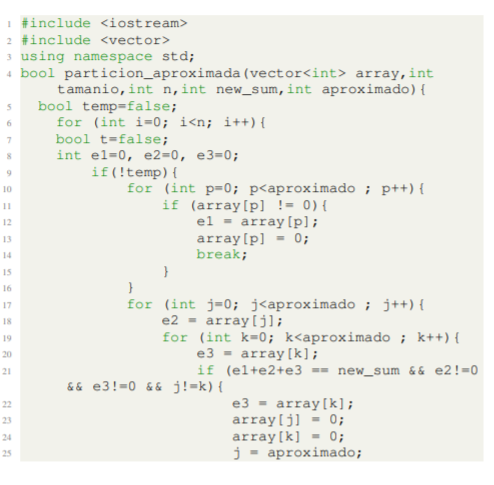 1 #include <iostream>
2 #include <vector>
3 using namespace std;
4 bool particion_aproximada(vector<int> array,int
tamanio,int n,int new_sum,int aproximado){
5 bool temp=false;
6 for (int i=0; i<n; i++){
7 bool t=false;
8 int e1=0, e2=0, e3=0;
9 if(!temp){
10 for (int p=0; p<aproximado ; p++){
11 if (array[p] != 0){
12 e1 = array[p];
13 array[p] = 0;
14 break;
15 }
16 }
17 for (int j=0; j<aproximado ; j++){
18 e2 = array[j];
19 for (int k=0; k<aproximado ; k++){
20 e3 = array[k];
21 if (e1+e2+e3 == new_sum && e2!=0
&& e3!=0 && j!=k){
22 e3 = array[k];
23 array[j] = 0;
24 array[k] = 0;
25 j = aproximado;